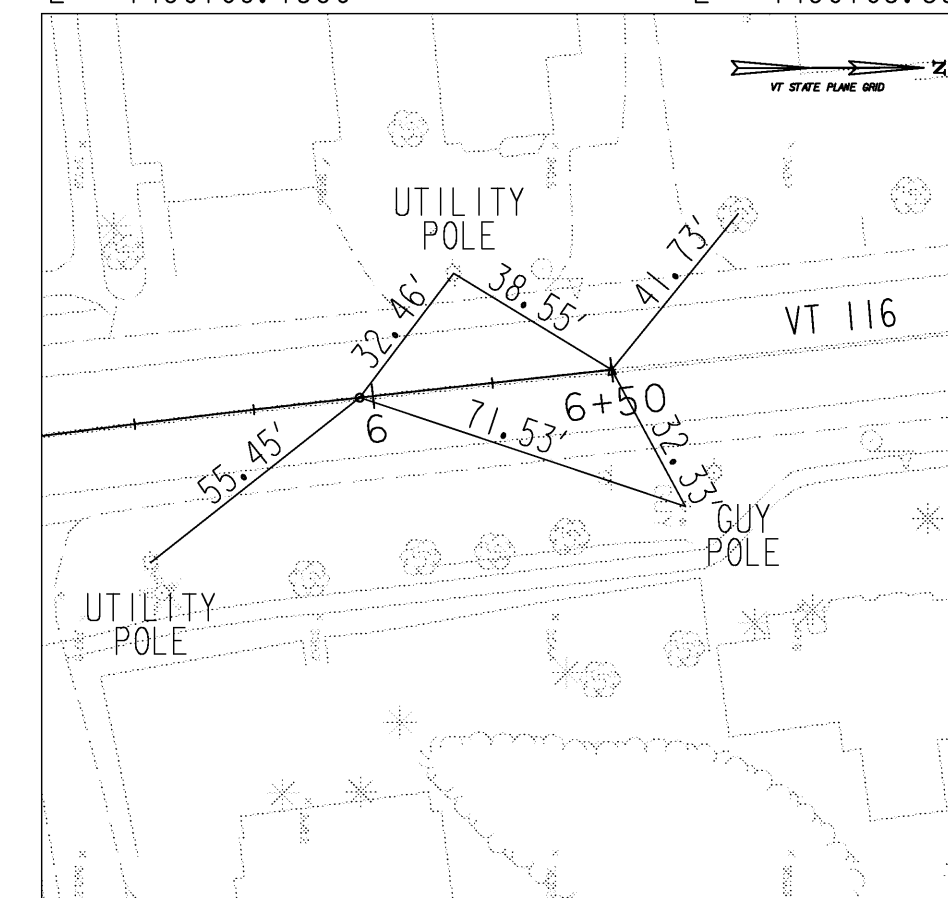 N
VT STATE PLANE GRID
UTILITY
POLE
32.46'
38.55'
41.73'
VT 116
6+50
6
71.53'
55.45'
32.33'
GUY
POLE
UTILITY
POLE